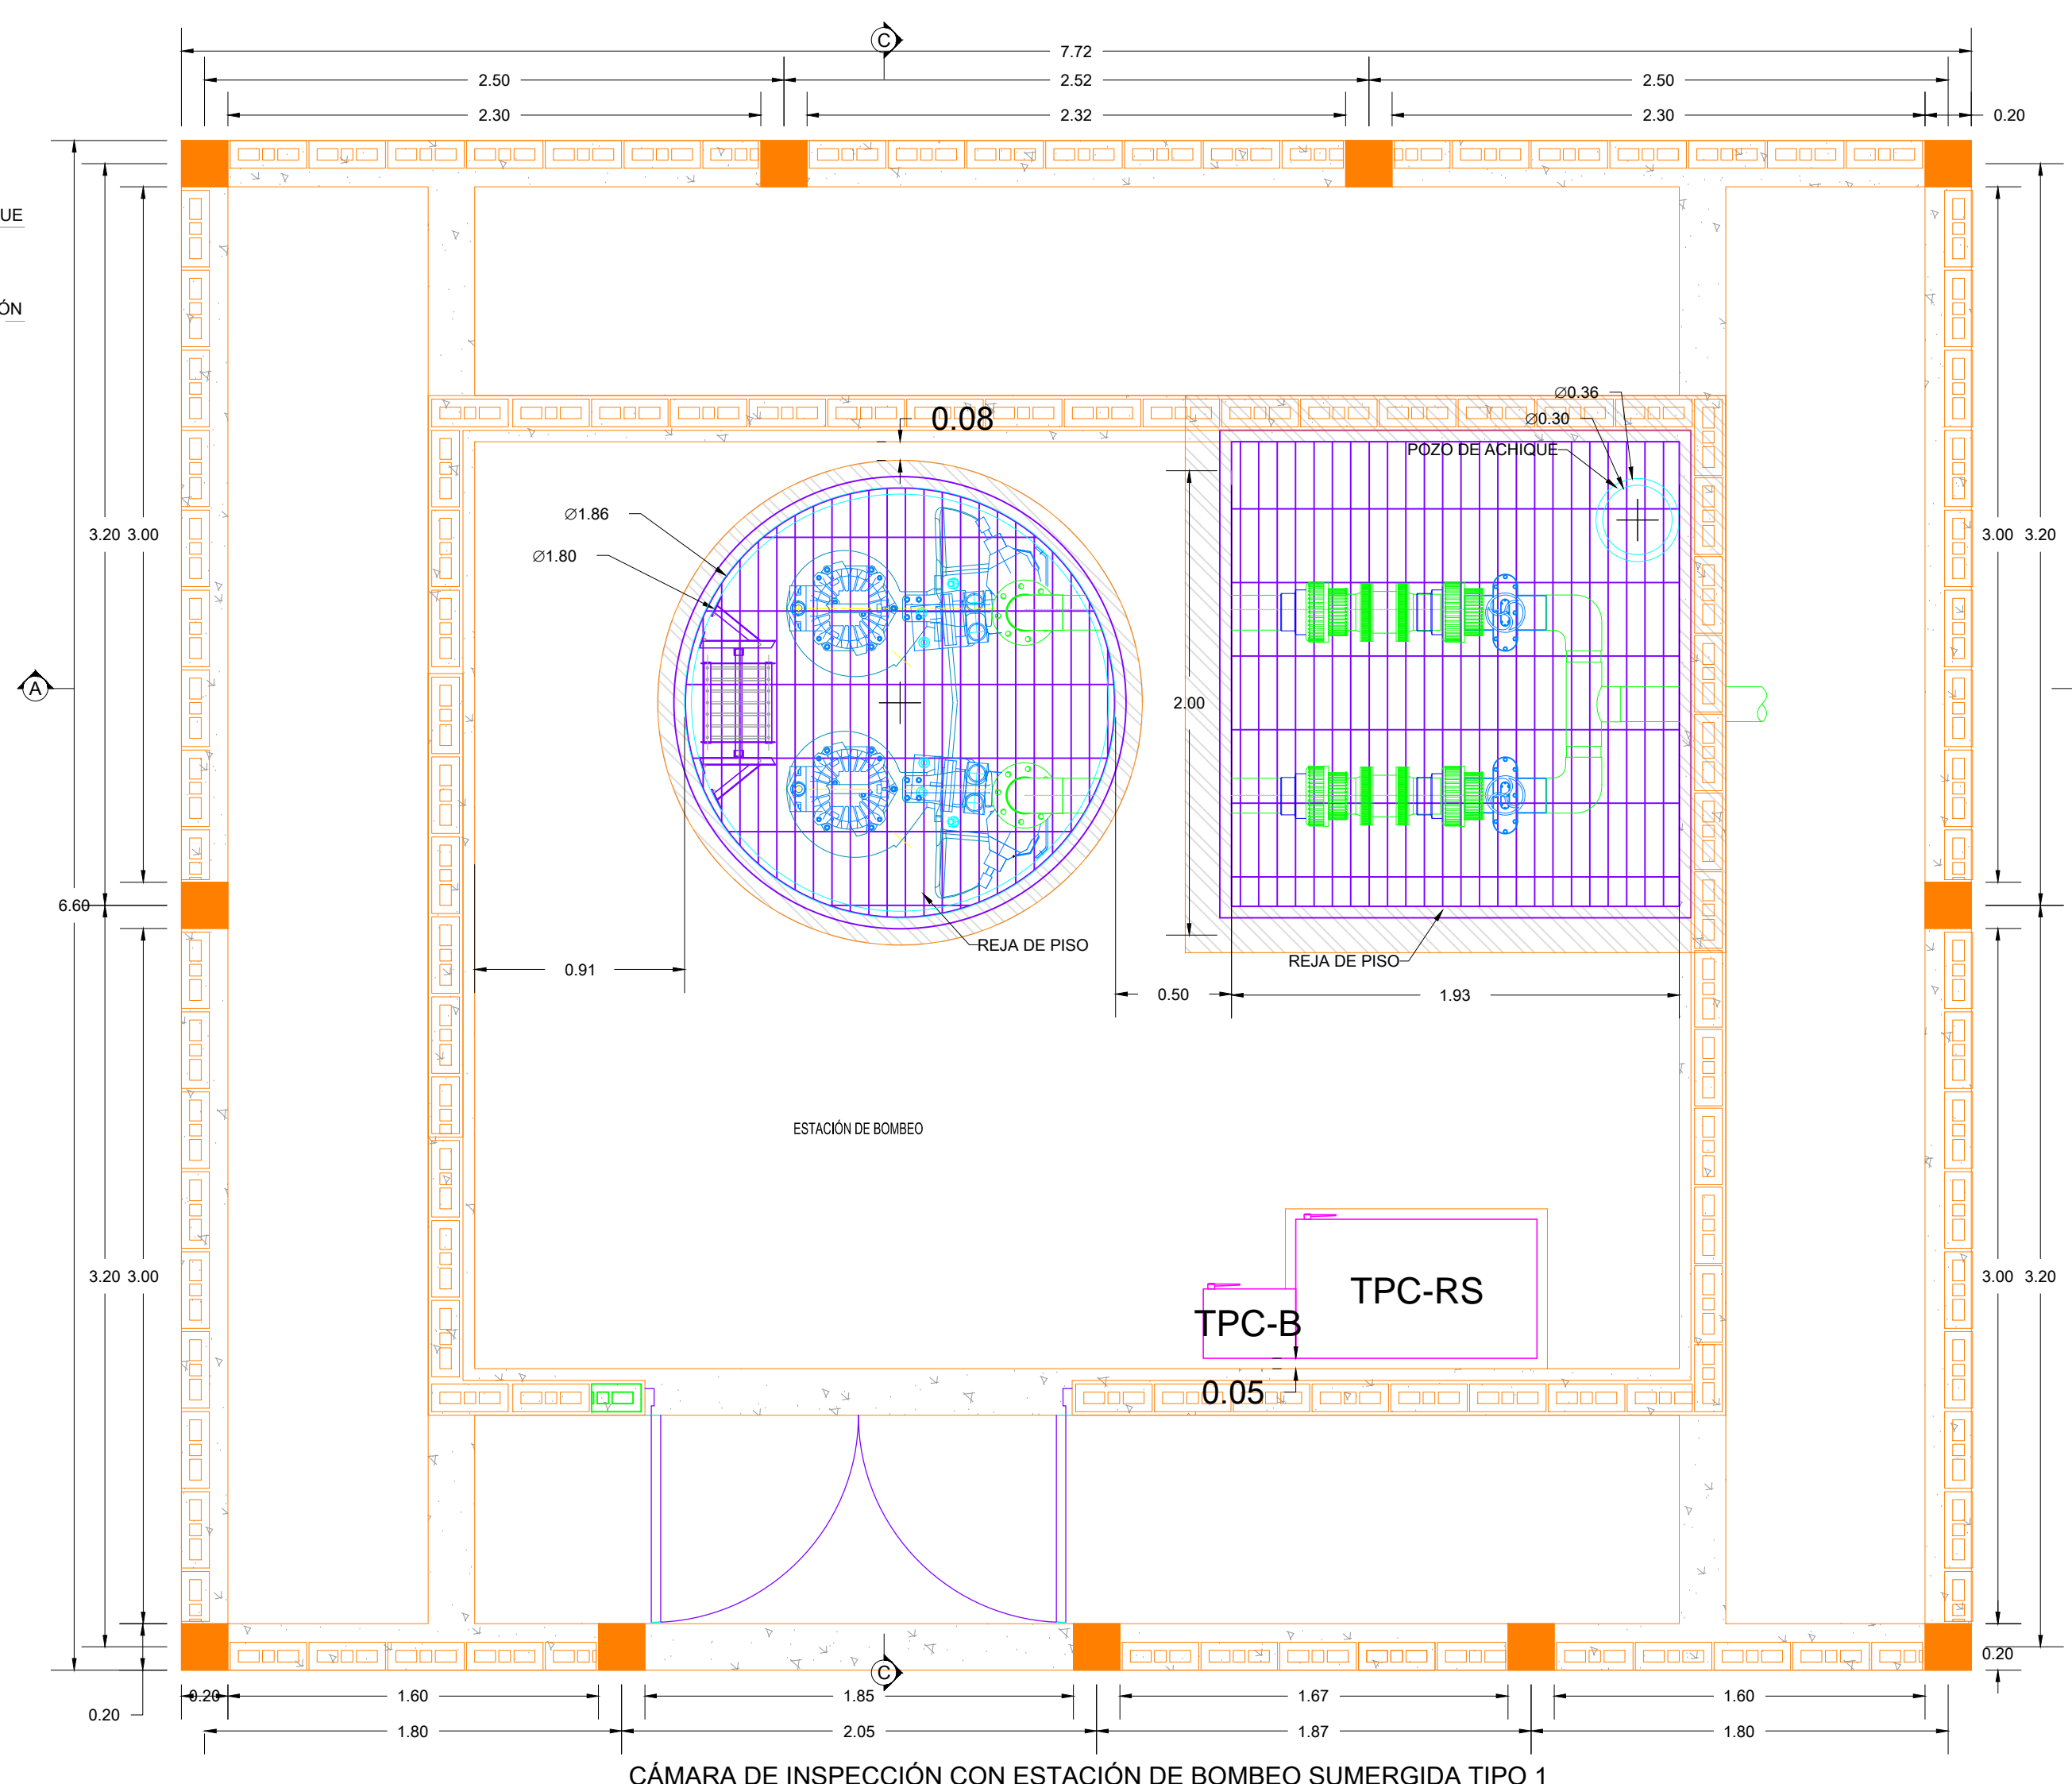 C
7.72
2.50
2.52
2.50
2.30
2.32
2.30
0.20
UE
ÓN
0.08
Ø0.36
Ø0.30
POZO DE ACHIQUE
Ø1.86
Ø1.80
3.20
3.00
3.00
3.20
A
2.00
6.60
REJA DE PISO
REJA DE PISO
0.91
0.50
1.93
ESTACIÓN DE BOMBEO
3.20
3.00
TPC-RS
TPC-B
3.00
3.20
0.05
C
0.20
0.20
1.60
1.85
1.67
1.60
0.20
1.80
2.05
1.87
1.80
CÁMARA DE INSPECCIÓN CON ESTACIÓN DE BOMBEO SUMERGIDA TIPO 1